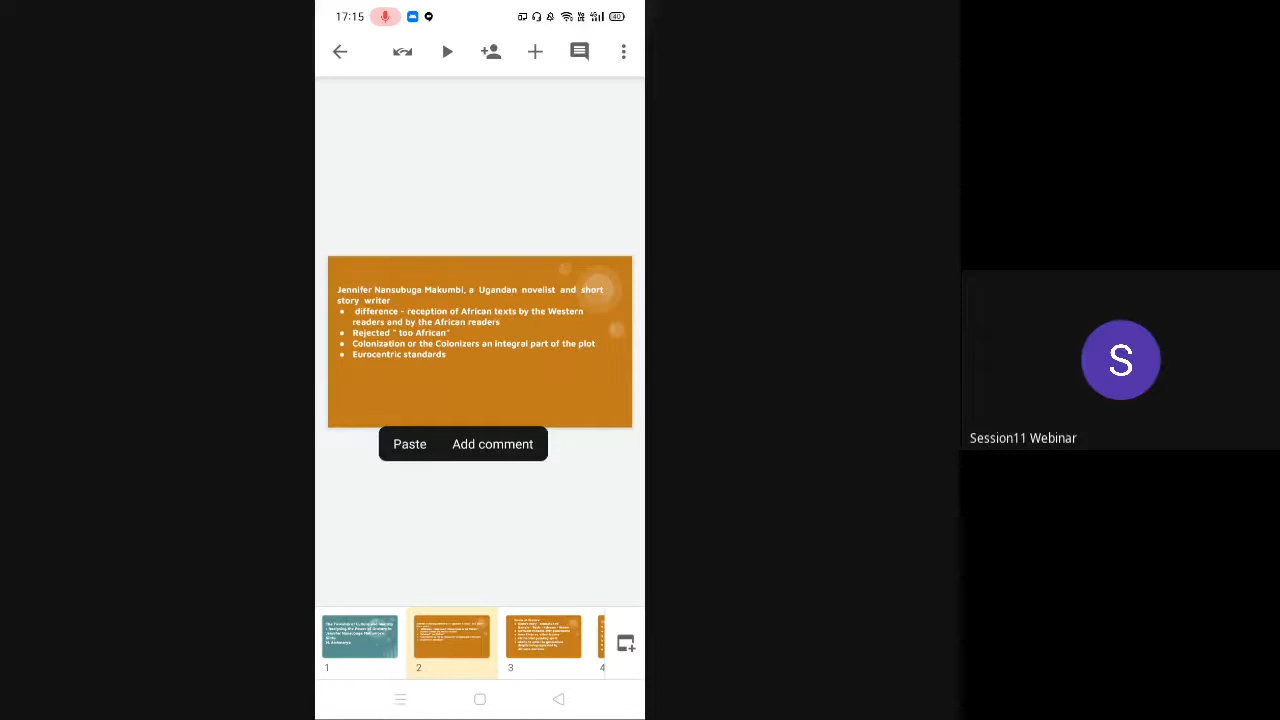 17:15
40
Jennifer Nansubuga Makumbi, a Ugandan novelist and short
story writer
• difference - reception of African texts by the Western
readers and by the African readers
• Rejected " too African"
• Colonization or the Colonizers an integral part of the plot
• Eurocentric standards
Paste Add comment
S
Session11 Webinar
1
2
3
4